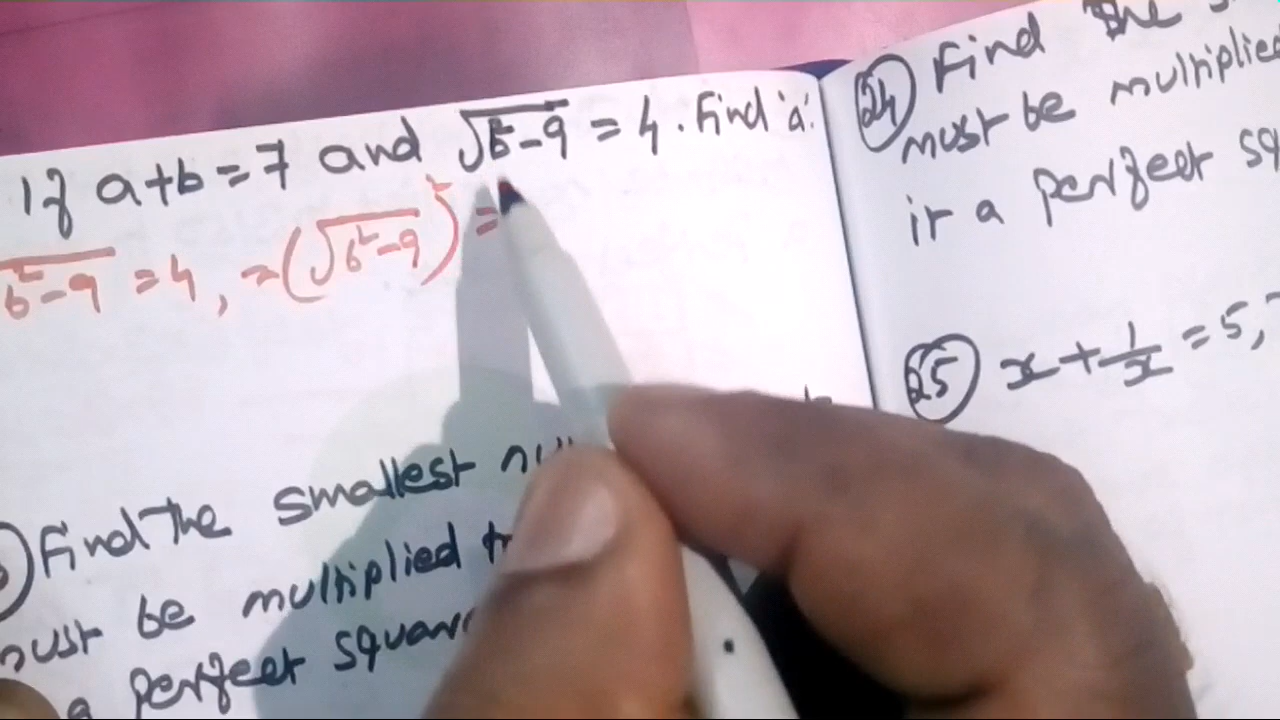 If a+b=7 and √(b²-9) = 4. Find 'a'.
√(b²-9) = 4, ⇒(√(b²-9))² =
Find The smallest
must be multiplied
a perfect square
24 Find The
must be multiplied
is a perfect
25 x + 1/x = 5,